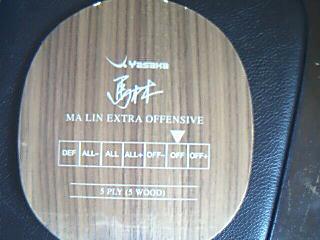 Yasaka
馬林
MA LIN EXTRA OFFENSIVE
DEF ALL- ALL ALL+ OFF- OFF OFF+
5 PLY (5 WOOD)